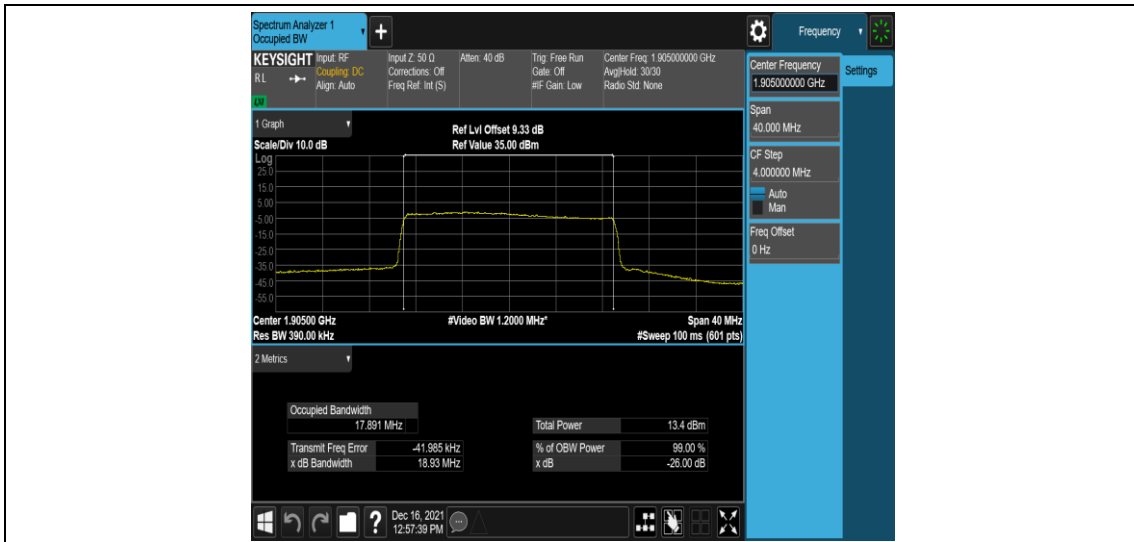 Spectrum Analyzer 1
Occupied BW
+
Frequency
KEYSIGHT
RL
LXI
Input: RF
Coupling: DC
Align: Auto
Input Z: 50 Ω
Corrections: Off
Freq Ref: Int (S)
Atten: 40 dB
Trig: Free Run
Gate: Off
#IF Gain: Low
Center Freq: 1.905000000 GHz
Avg|Hold: 30/30
Radio Std: None
Center Frequency
1.905000000 GHz
Settings
Span
40.000 MHz
CF Step
4.000000 MHz
Auto
Man
Freq Offset
0 Hz
1 Graph
Scale/Div 10.0 dB
Ref Lvl Offset 9.33 dB
Ref Value 35.00 dBm
Log
25.0
15.0
5.00
-5.00
-15.0
-25.0
-35.0
-45.0
-55.0
Center 1.90500 GHz
#Video BW 1.2000 MHz*
Span 40 MHz
Res BW 390.00 kHz
#Sweep 100 ms (601 pts)
2 Metrics
Occupied Bandwidth
17.891 MHz
Total Power 13.4 dBm
Transmit Freq Error -41.985 kHz
% of OBW Power 99.00 %
x dB Bandwidth 18.93 MHz
x dB -26.00 dB
?
Dec 16, 2021
12:57:39 PM